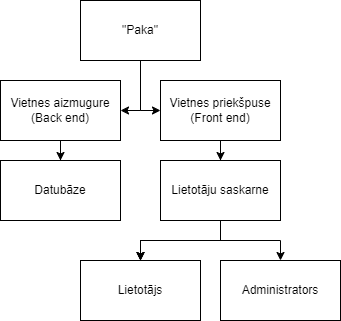 "Paka"
Vietnes aizmugure
(Back end)
Vietnes priekšpuse
(Front end)
Datubāze
Lietotāju saskarne
Lietotājs
Administrators